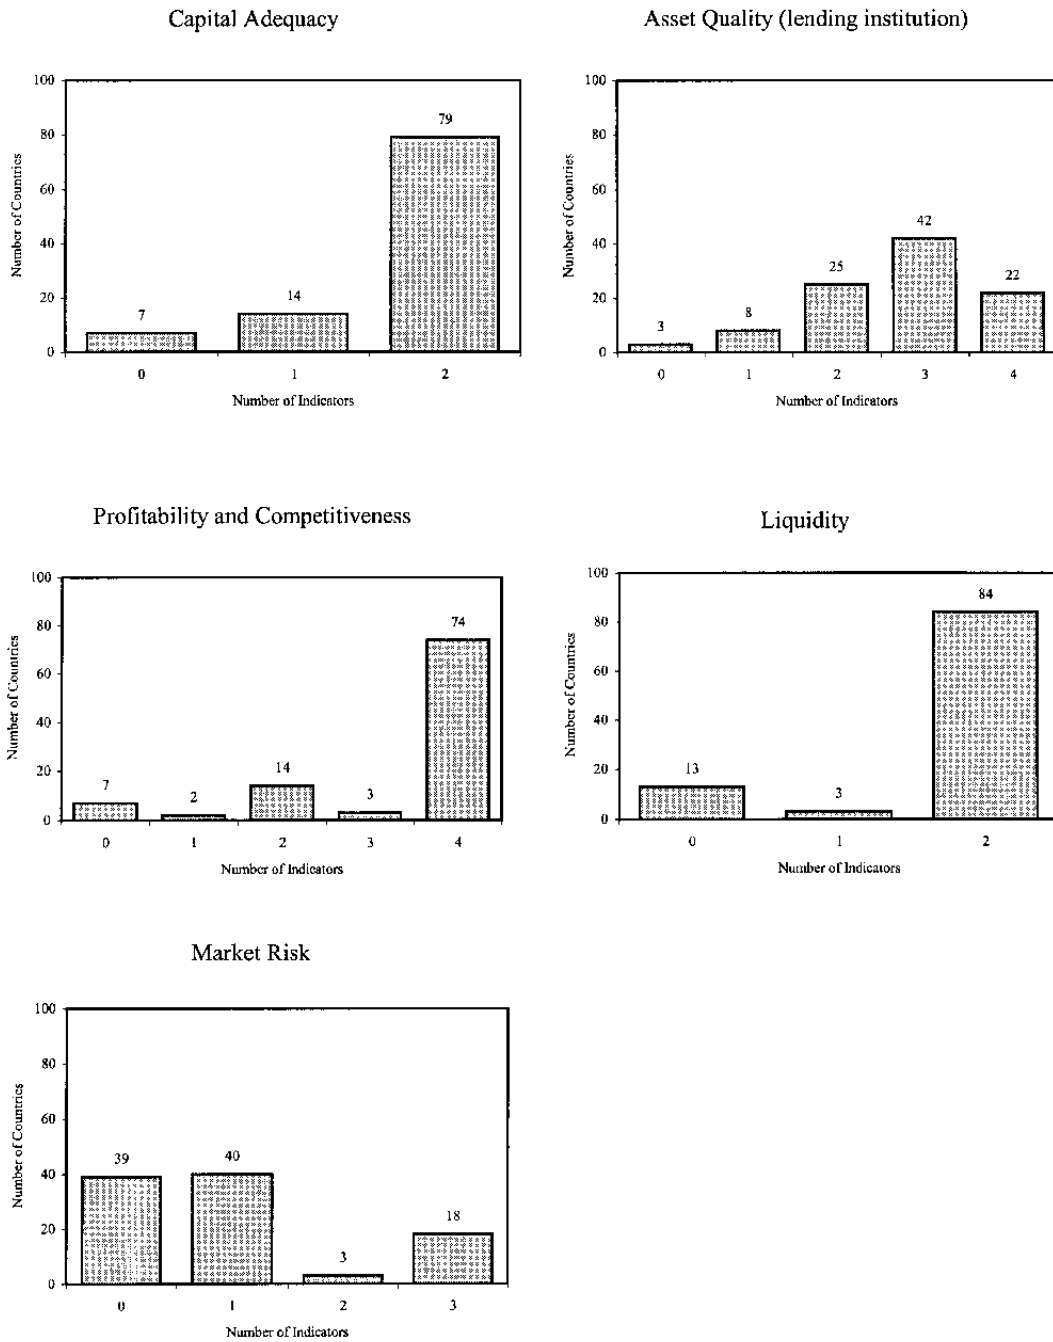 Capital Adequacy
100
80
60
40
20
0
Number of Countries
7
14
79
0 1 2
Number of Indicators
Asset Quality (lending institution)
100
80
60
40
20
0
Number of Countries
3
8
25
42
22
0 1 2 3 4
Number of Indicators
Profitability and Competitiveness
100
80
60
40
20
0
Number of Countries
7
2
14
3
74
0 1 2 3 4
Number of Indicators
Liquidity
100
80
60
40
20
0
Number of Countries
13
3
84
0 1 2
Number of Indicators
Market Risk
100
80
60
40
20
0
Number of Countries
39
40
3
18
0 1 2 3
Number of Indicators